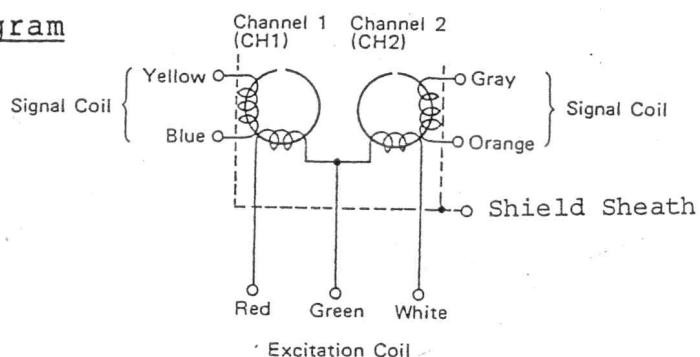 gram
Channel 1 Channel 2
(CH1) (CH2)
Yellow Gray
Signal Coil Signal Coil
Blue Orange
Shield Sheath
Red Green White
Excitation Coil